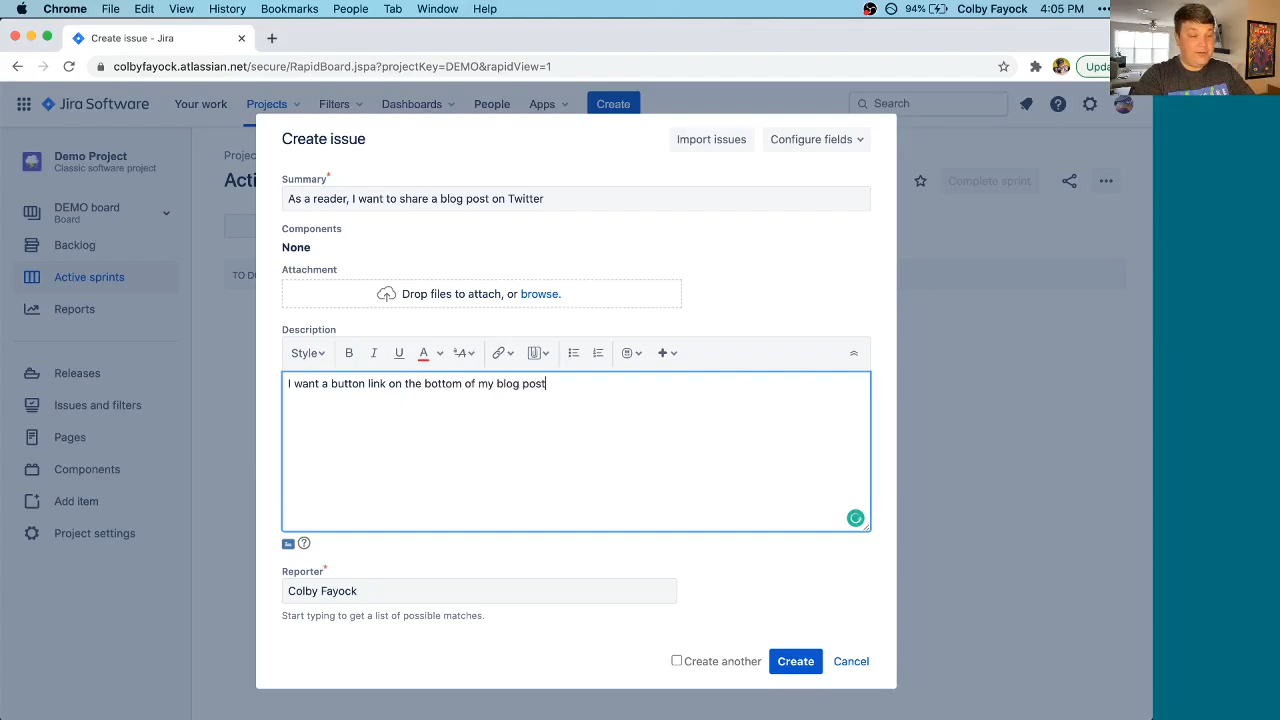 Chrome File Edit View History Bookmarks People Tab Window Help 94% Colby Fayock 4:05 PM
Create issue - Jira
colbyfayock.atlassian.net/secure/RapidBoard.jspa?projectKey=DEMO&rapidView=1 Upda
Jira Software Your work Projects Filters Dashboards People Apps Create Search
Demo Project
Classic software project
DEMO board
Board
Backlog
Active sprints
Reports
Releases
Issues and filters
Pages
Components
Add item
Project settings
Projec
Acti
Complete sprint
TO DO
Create issue Import issues Configure fields
Summary*
As a reader, I want to share a blog post on Twitter
Components
None
Attachment
Drop files to attach, or browse.
Description
Style B I U A A
I want a button link on the bottom of my blog post
Reporter*
Colby Fayock
Start typing to get a list of possible matches.
Create another Create Cancel